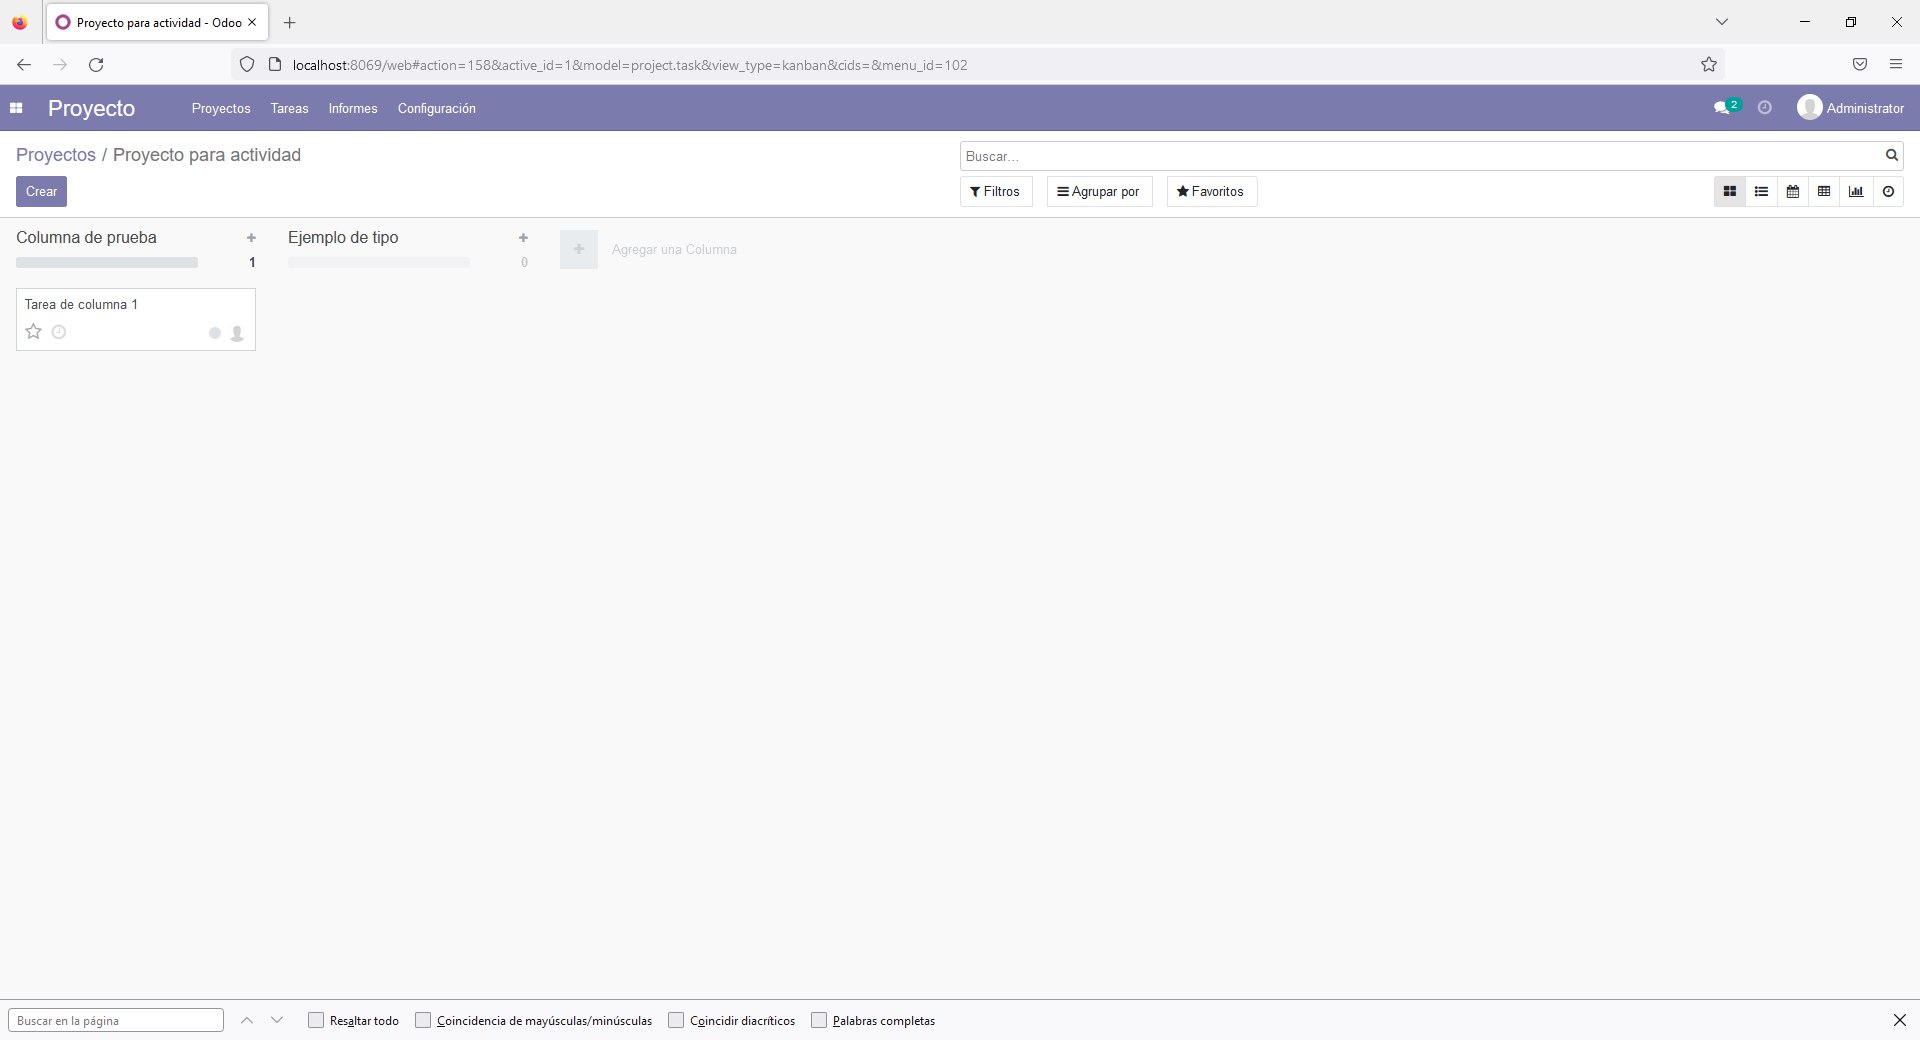 Proyecto para actividad - Odoo
localhost:8069/web#action=158&active_id=1&model=project.task&view_type=kanban&cids=&menu_id=102
Proyecto
Proyectos
Tareas
Informes
Configuración
2
Administrator
Proyectos / Proyecto para actividad
Buscar...
Crear
Filtros
Agrupar por
Favoritos
Columna de prueba
1
Ejemplo de tipo
0
Agregar una Columna
Tarea de columna 1
Buscar en la página
Resaltar todo
Coincidencia de mayúsculas/minúsculas
Coincidir diacríticos
Palabras completas